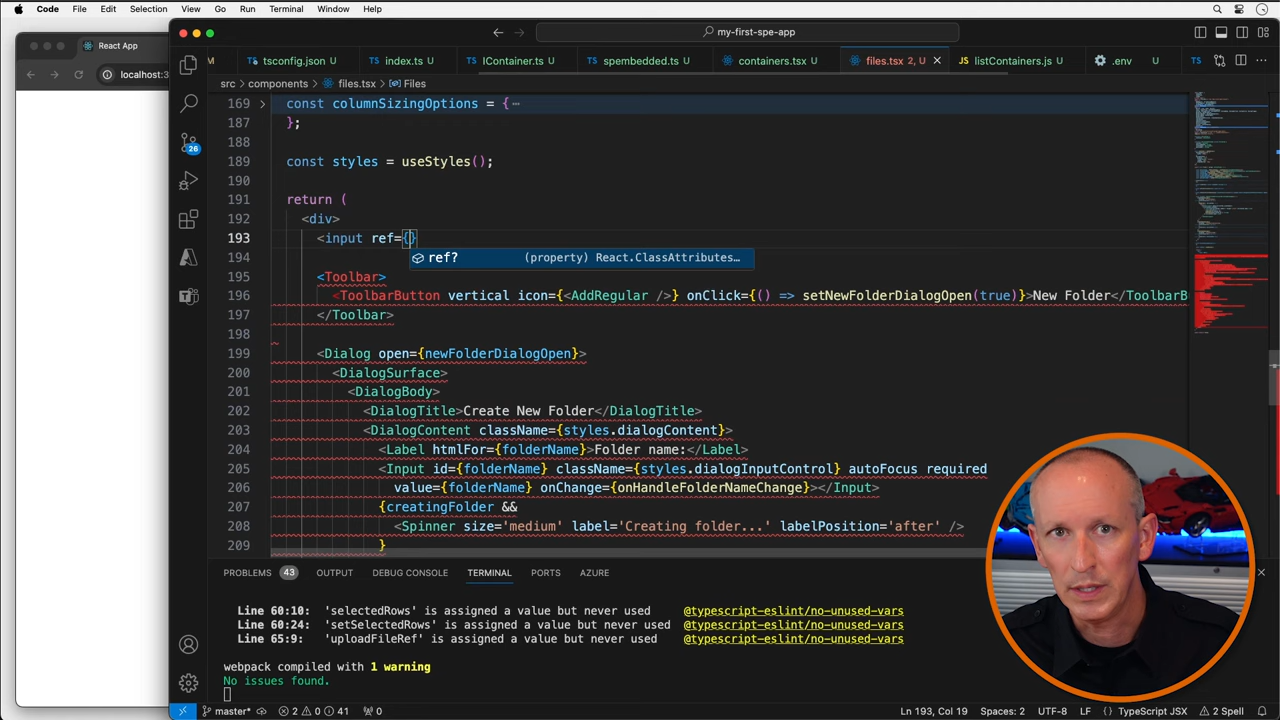 Code File Edit Selection View Go Run Terminal Window Help
React App
localhost:3
my-first-spe-app
M tsconfig.json U index.ts U IContainer.ts U spembedded.ts U containers.tsx U files.tsx 2, U listContainers.js U .env U
src components files.tsx Files
169 const columnSizingOptions = {
187 };
188
189 const styles = useStyles();
190
191 return (
192 <div>
193 <input ref={}
ref? (property) React.ClassAttributes…
194
195 <Toolbar>
196 <ToolbarButton vertical icon={<AddRegular />} onClick={() => setNewFolderDialogOpen(true)}>New Folder</ToolbarB
197 </Toolbar>
198
199 <Dialog open={newFolderDialogOpen}>
200 <DialogSurface>
201 <DialogBody>
202 <DialogTitle>Create New Folder</DialogTitle>
203 <DialogContent className={styles.dialogContent}>
204 <Label htmlFor={folderName}>Folder name:</Label>
205 <Input id={folderName} className={styles.dialogInputControl} autoFocus required
206 value={folderName} onChange={onHandleFolderNameChange}></Input>
207 {creatingFolder &&
208 <Spinner size='medium' label='Creating folder...' labelPosition='after' />
209 }
26
PROBLEMS 43 OUTPUT DEBUG CONSOLE TERMINAL PORTS AZURE
Line 60:10: 'selectedRows' is assigned a value but never used @typescript-eslint/no-unused-vars
Line 60:24: 'setSelectedRows' is assigned a value but never used @typescript-eslint/no-unused-vars
Line 65:9: 'uploadFileRef' is assigned a value but never used @typescript-eslint/no-unused-vars
webpack compiled with 1 warning
No issues found.
master* 2 0 41 0 Ln 193, Col 19 Spaces: 2 UTF-8 LF {} TypeScript JSX 2 Spell